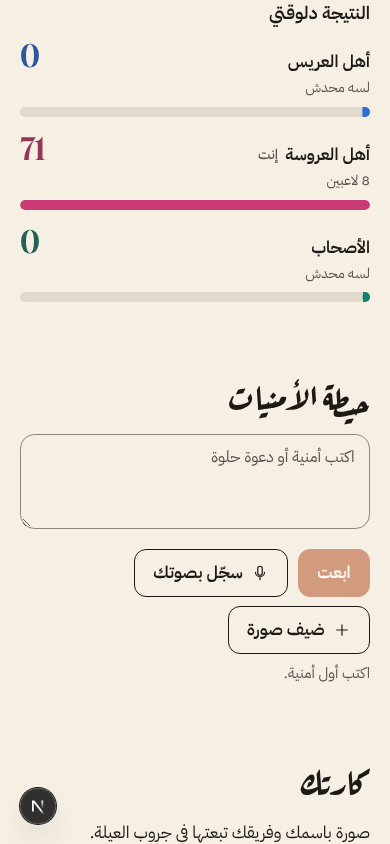 النتيجة دلوقتي
أهل العريس 0
لسه محدش
أهل العروسة إنت 71
8 لاعبين
الأصحاب 0
لسه محدش
حيطة الأمنيات
اكتب أمنية أو دعوة حلوة
ابعت سجّل بصوتك
ضيف صورة
اكتب أول أمنية.
كارتك
صورة باسمك وفريقك تبعتها في جروب العيلة.
N